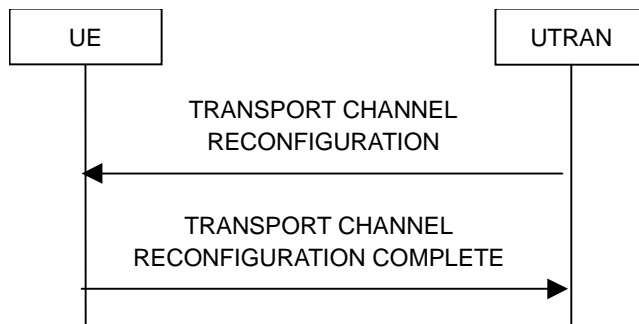 UE
UTRAN
TRANSPORT CHANNEL
RECONFIGURATION
TRANSPORT CHANNEL
RECONFIGURATION COMPLETE